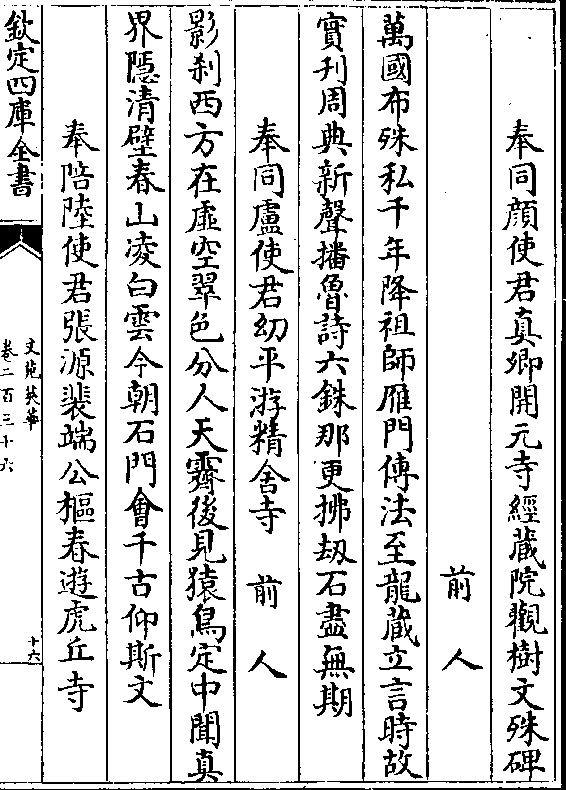 奉同顔使君真卿開元寺經蔵院觀樹文殊碑
前人
萬國布殊私千年降祖師雁門傳法至龍蔵立言時故
實刋周典新聲播魯詩六銖那更拂刼石盡無期
奉同盧使君幼平游精舍寺 前人
影刹西方在虛空翠色分人天霽後見猿鳥定中聞真
界隱清壁春山凌白雲今朝石門會千古仰斯文
奉陪陸使君張源裴端公樞春遊虎丘寺
欽定四庫全書
文苑英華
卷二百三十六
十六